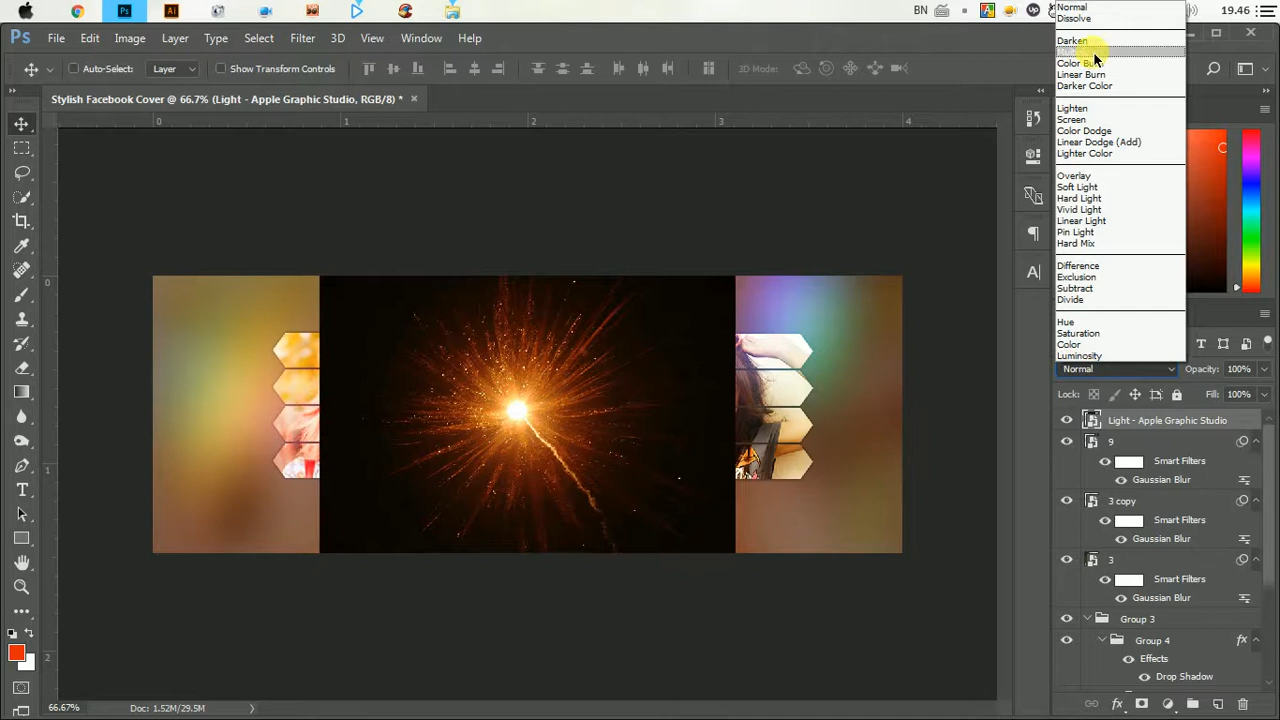 BN
Up
19.46
Ps
File Edit Image Layer Type Select Filter 3D View Window Help
Auto-Select: Layer Show Transform Controls 3D Mode:
Stylish Facebook Cover @ 66.7% (Light - Apple Graphic Studio, RGB/8) *
0 1 2 3 4
0
1
2
Normal
Dissolve
Darken
Color Burn
Linear Burn
Darker Color
Lighten
Screen
Color Dodge
Linear Dodge (Add)
Lighter Color
Overlay
Soft Light
Hard Light
Vivid Light
Linear Light
Pin Light
Hard Mix
Difference
Exclusion
Subtract
Divide
Hue
Saturation
Color
Luminosity
Normal Opacity: 100%
Lock: Fill: 100%
Light - Apple Graphic Studio
9
Smart Filters
Gaussian Blur
3 copy
Smart Filters
Gaussian Blur
3
Smart Filters
Gaussian Blur
Group 3
Group 4 fx
Effects
Drop Shadow
66.67% Doc: 1.52M/29.5M